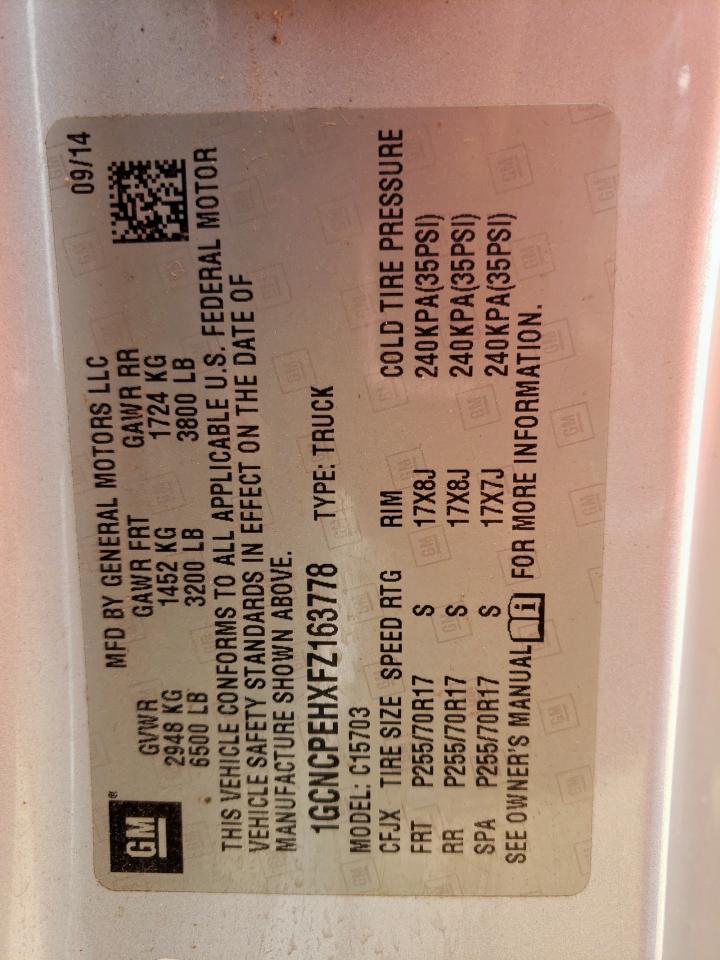 GM®
MFD BY GENERAL MOTORS LLC 09/14
GVWR GAWR FRT GAWR RR
2948 KG 1452 KG 1724 KG
6500 LB 3200 LB 3800 LB
THIS VEHICLE CONFORMS TO ALL APPLICABLE U.S. FEDERAL MOTOR
VEHICLE SAFETY STANDARDS IN EFFECT ON THE DATE OF
MANUFACTURE SHOWN ABOVE.
1GCNCPEHXFZ163778 TYPE: TRUCK
MODEL: C15703
CFJX TIRE SIZE SPEED RTG RIM COLD TIRE PRESSURE
FRT P255/70R17 S 17X8J 240KPA(35PSI)
RR P255/70R17 S 17X8J 240KPA(35PSI)
SPA P255/70R17 S 17X7J 240KPA(35PSI)
SEE OWNER'S MANUAL i FOR MORE INFORMATION.